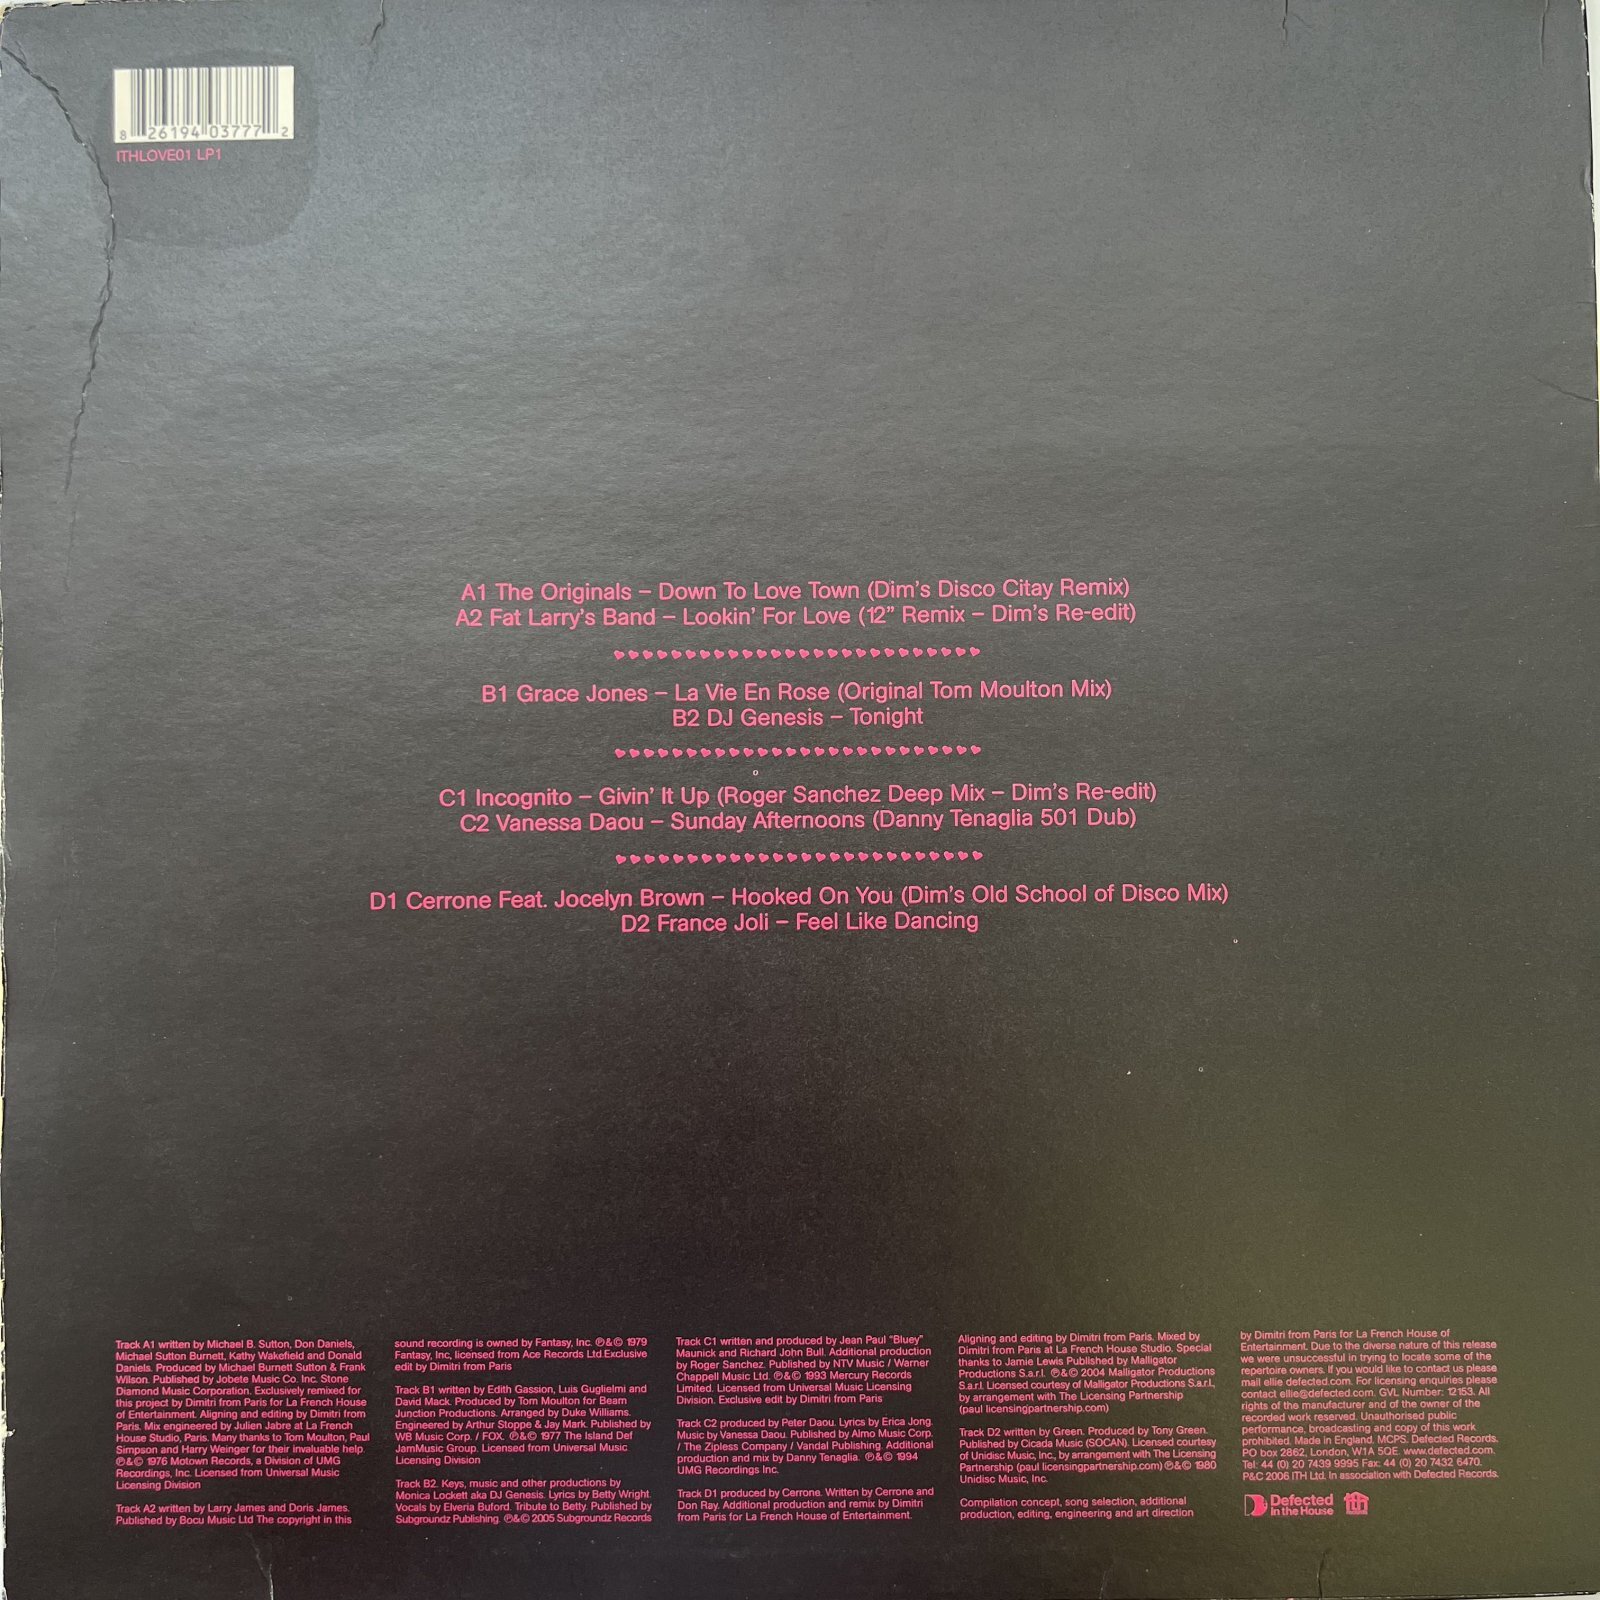 8 26194 03777 2
ITHLOVE01 LP1
A1 The Originals – Down To Love Town (Dim's Disco Citay Remix)
A2 Fat Larry's Band – Lookin' For Love (12" Remix – Dim's Re-edit)
B1 Grace Jones – La Vie En Rose (Original Tom Moulton Mix)
B2 DJ Genesis – Tonight
C1 Incognito – Givin' It Up (Roger Sanchez Deep Mix – Dim's Re-edit)
C2 Vanessa Daou – Sunday Afternoons (Danny Tenaglia 501 Dub)
D1 Cerrone Feat. Jocelyn Brown – Hooked On You (Dim's Old School of Disco Mix)
D2 France Joli – Feel Like Dancing
Track A1 written by Michael B. Sutton, Don Daniels,
Michael Sutton Burnett, Kathy Wakefield and Donald
Daniels. Produced by Michael Burnett Sutton & Frank
Wilson. Published by Jobete Music Co. Inc. Stone
Diamond Music Corporation. Exclusively remixed for
this project by Dimitri from Paris for La French House
of Entertainment. Aligning and editing by Dimitri from
Paris. Mix engineered by Julien Jabre at La French
House Studio, Paris. Many thanks to Tom Moulton, Paul
Simpson and Harry Weinger for their invaluable help.
℗&© 1976 Motown Records, a Division of UMG
Recordings, Inc. Licensed from Universal Music
Licensing Division
Track A2 written by Larry James and Doris James.
Published by Bocu Music Ltd The copyright in this
sound recording is owned by Fantasy, Inc. ℗&© 1979
Fantasy, Inc, licensed from Ace Records Ltd.Exclusive
edit by Dimitri from Paris
Track B1 written by Edith Gassion, Luis Guglielmi and
David Mack. Produced by Tom Moulton for Beam
Junction Productions. Arranged by Duke Williams.
Engineered by Arthur Stoppe & Jay Mark. Published by
WB Music Corp. / FOX. ℗&© 1977 The Island Def
JamMusic Group. Licensed from Universal Music
Licensing Division
Track B2. Keys, music and other productions by
Monica Lockett aka DJ Genesis. Lyrics by Betty Wright.
Vocals by Elveria Buford. Tribute to Betty. Published by
Subgroundz Publishing. ℗&© 2005 Subgroundz Records
Track C1 written and produced by Jean Paul "Bluey"
Maunick and Richard John Bull. Additional production
by Roger Sanchez. Published by NTV Music / Warner
Chappell Music Ltd. ℗&© 1993 Mercury Records
Limited. Licensed from Universal Music Licensing
Division. Exclusive edit by Dimitri from Paris
Track C2 produced by Peter Daou. Lyrics by Erica Jong.
Music by Vanessa Daou. Published by Almo Music Corp.
/ The Zipless Company / Vandal Publishing. Additional
production and mix by Danny Tenaglia. ℗&© 1994
UMG Recordings Inc.
Track D1 produced by Cerrone. Written by Cerrone and
Don Ray. Additional production and remix by Dimitri
from Paris for La French House of Entertainment.
Aligning and editing by Dimitri from Paris. Mixed by
Dimitri from Paris at La French House Studio. Special
thanks to Jamie Lewis Published by Malligator
Productions S.a.r.l. ℗&© 2004 Malligator Productions
S.a.r.l. Licensed courtesy of Malligator Productions S.a.r.l.,
by arrangement with The Licensing Partnership
(paul licensingpartnership.com)
Track D2 written by Green. Produced by Tony Green.
Published by Cicada Music (SOCAN). Licensed courtesy
of Unidisc Music, Inc., by arrangement with The Licensing
Partnership (paul licensingpartnership.com) ℗&© 1980
Unidisc Music, Inc.
Compilation concept, song selection, additional
production, editing, engineering and art direction
by Dimitri from Paris for La French House of
Entertainment. Due to the diverse nature of this release
we were unsuccessful in trying to locate some of the
repertoire owners. If you would like to contact us please
mail ellie defected.com. For licensing enquiries please
contact ellie@defected.com. GVL Number: 12153. All
rights of the manufacturer and of the owner of the
recorded work reserved. Unauthorised public
performance, broadcasting and copy of this work
prohibited. Made in England. MCPS. Defected Records.
PO box 2862, London, W1A 5QE. www.defected.com.
Tel: 44 (0) 20 7439 9995 Fax: 44 (0) 20 7432 6470.
P&C 2006 ITH Ltd. In association with Defected Records.
Defected
In the House
ith